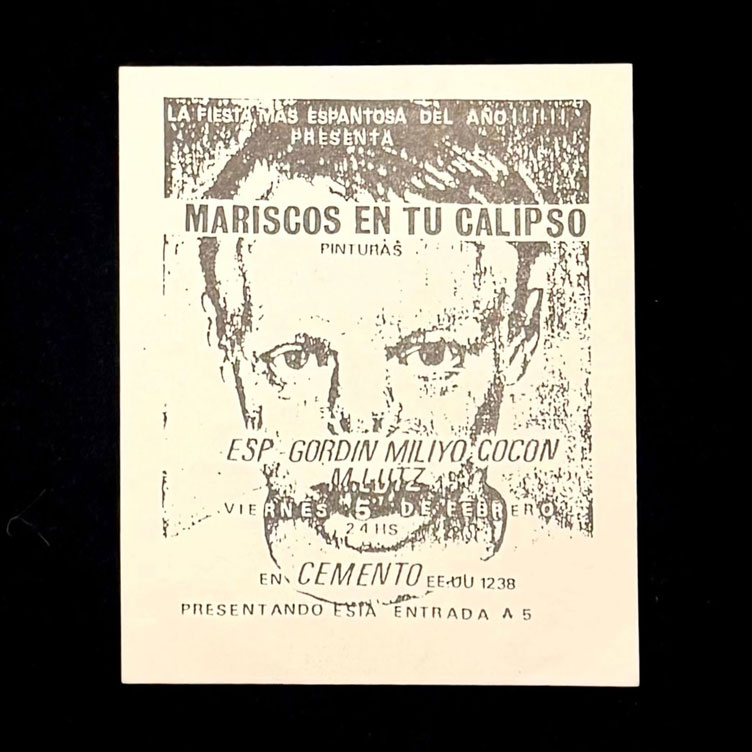 LA FIESTA MAS ESPANTOSA DEL AÑO ! ! ! ! ! ! !
PRESENTA
MARISCOS EN TU CALIPSO
PINTURAS
ESP GORDIN MILIYO COCON
M.LUTZ
VIERNES 5 DE FEBRERO
24 HS
EN CEMENTO EE.UU 1238
PRESENTANDO ESTA ENTRADA A 5